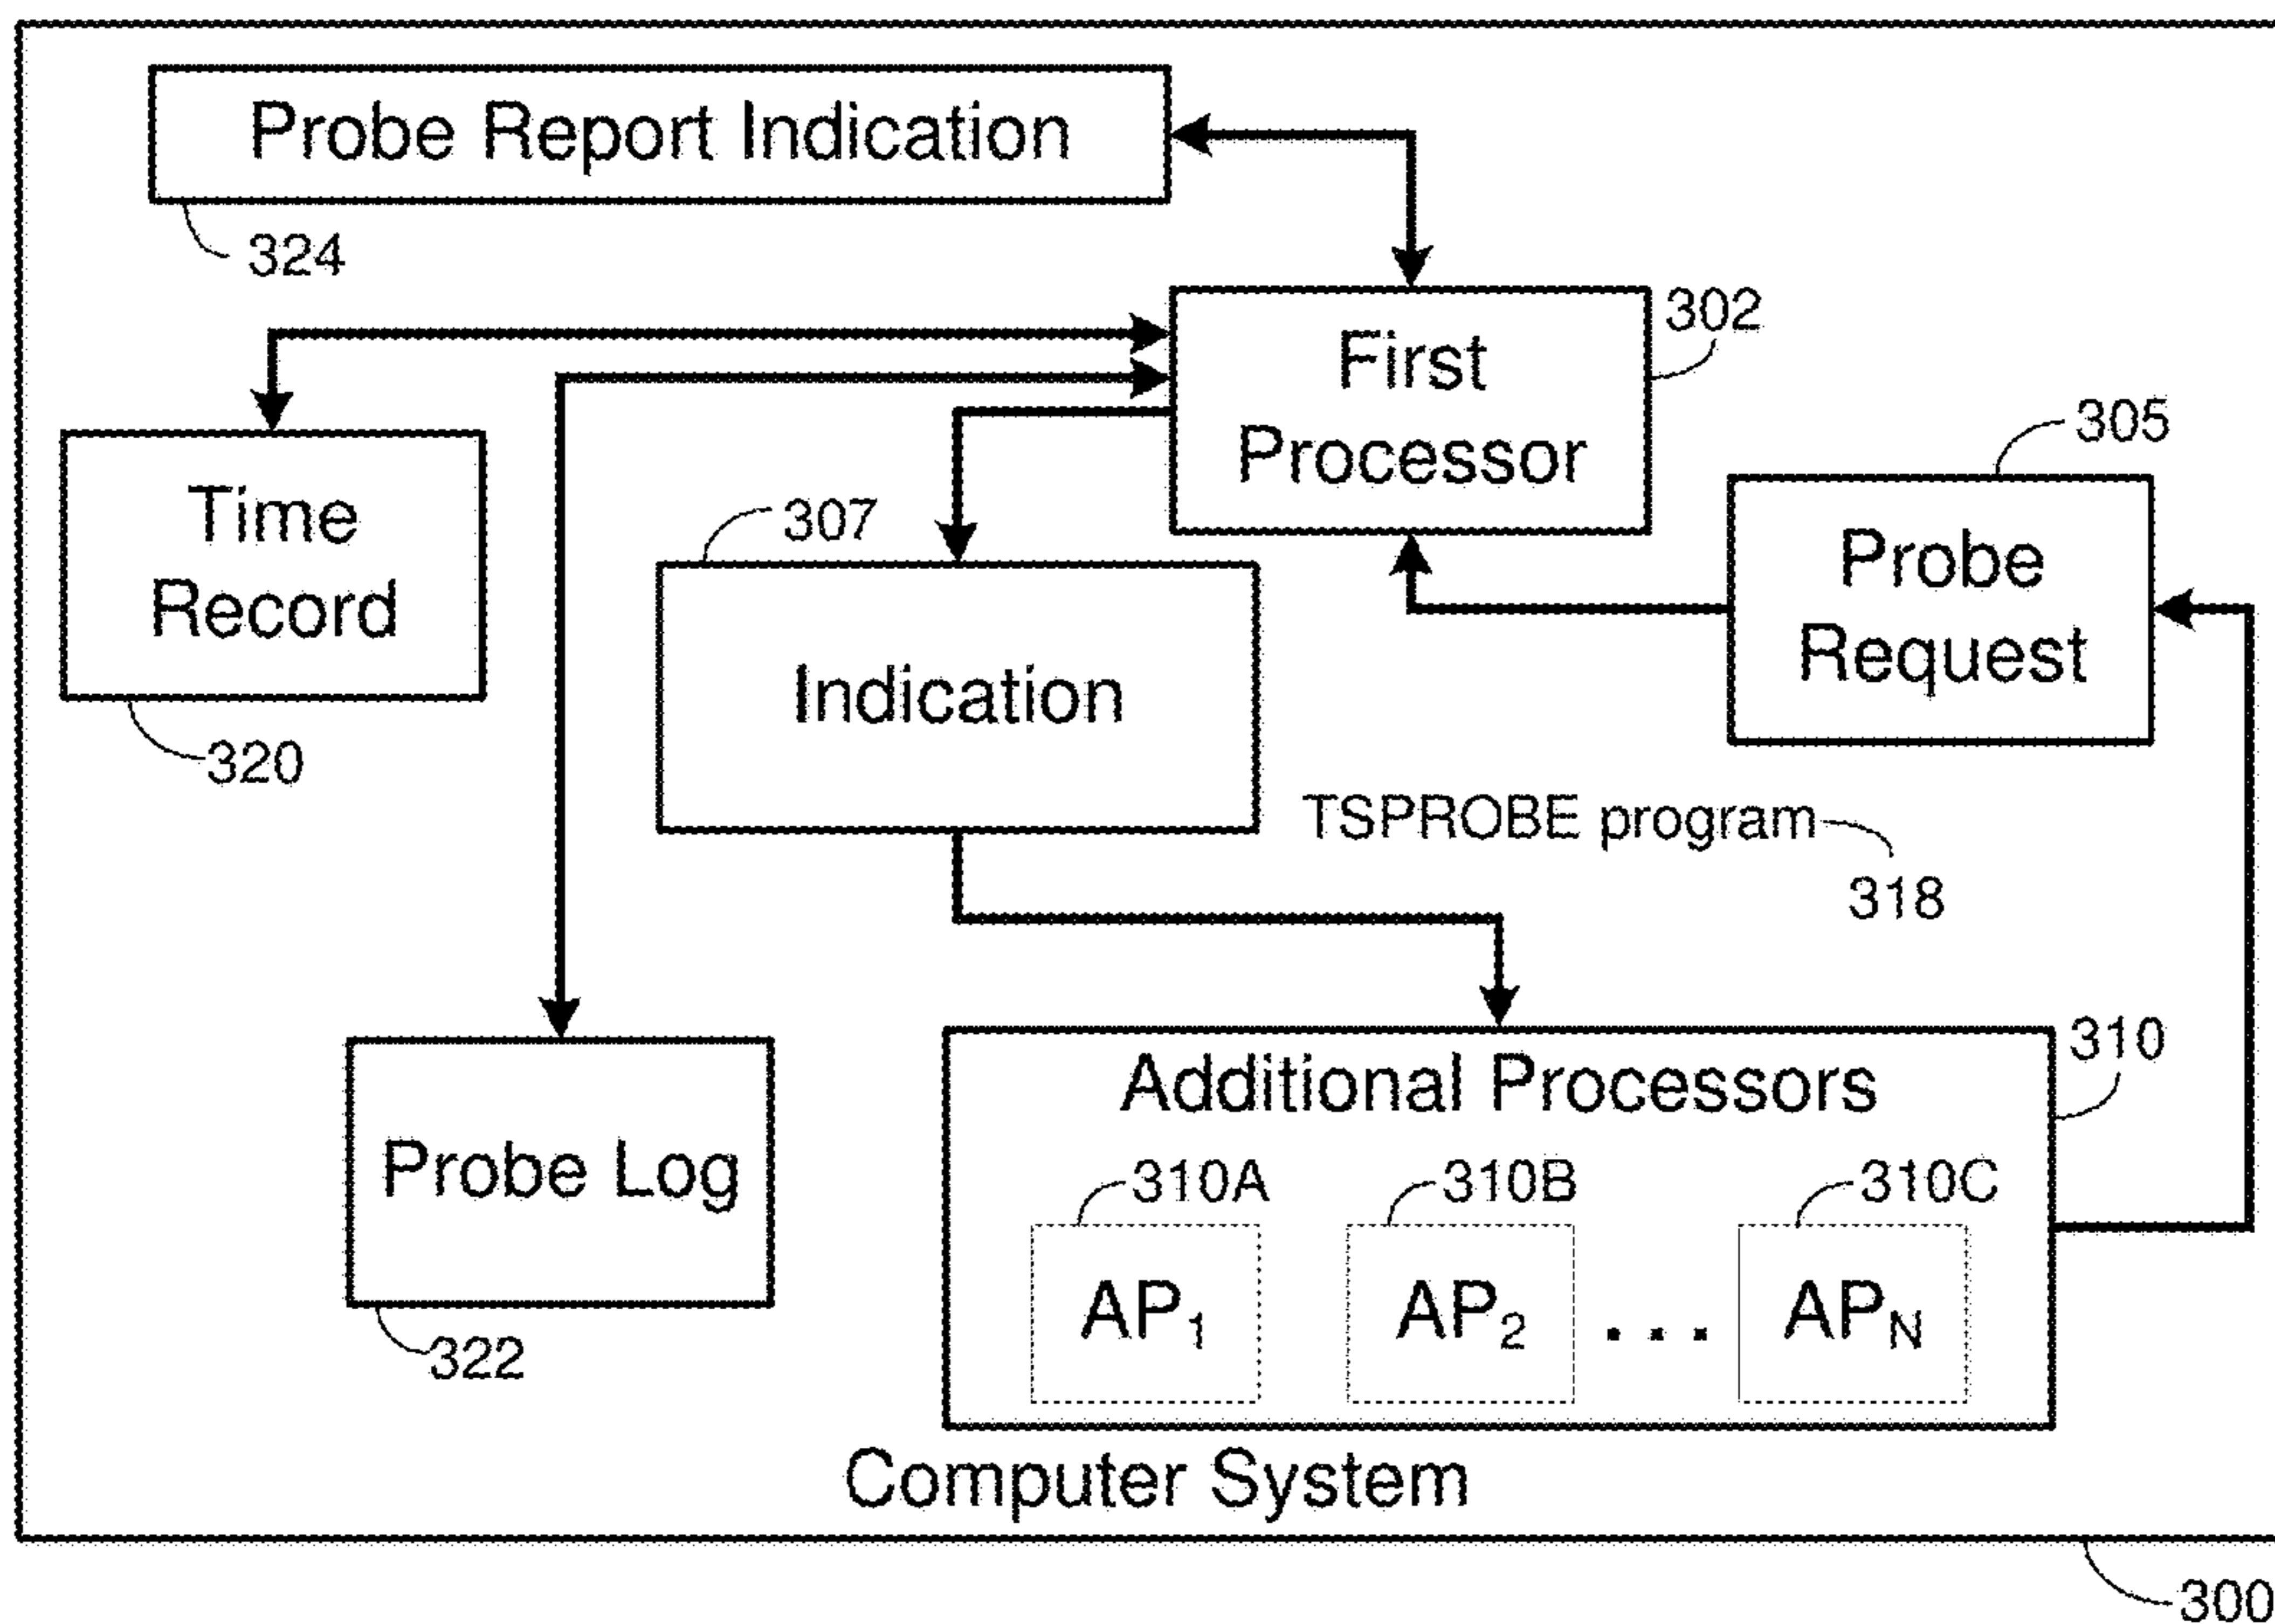 Probe Report Indication
324
302
First
Processor
305
Time
Record
307
Probe
Request
Indication
320
TSPROBE program
318
310
Additional Processors
Probe Log
310A 310B 310C
AP₁ AP₂ ... AP_N
322
Computer System
300